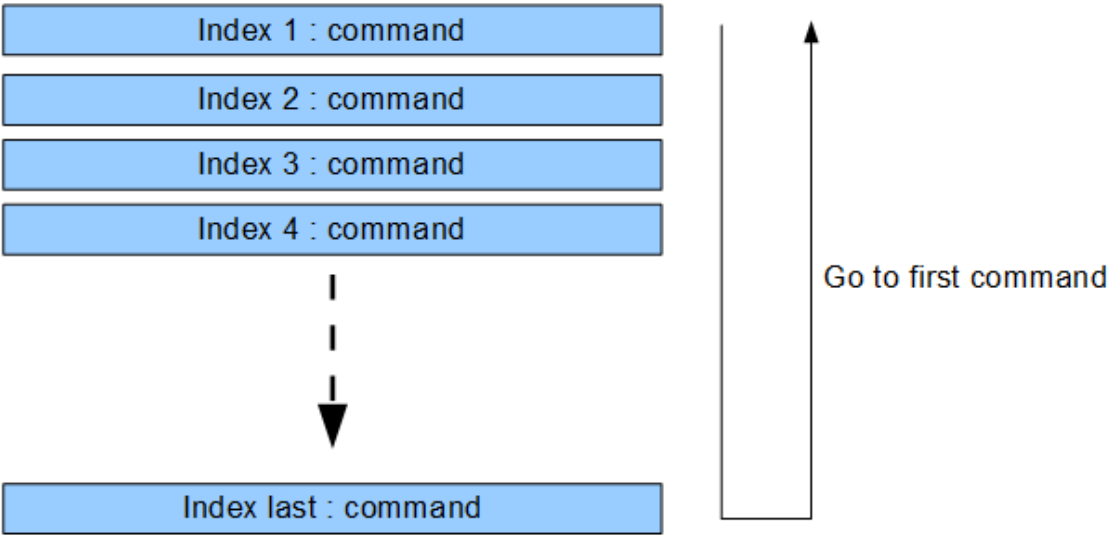 Index 1 : command
Index 2 : command
Index 3 : command
Index 4 : command
Go to first command
Index last : command